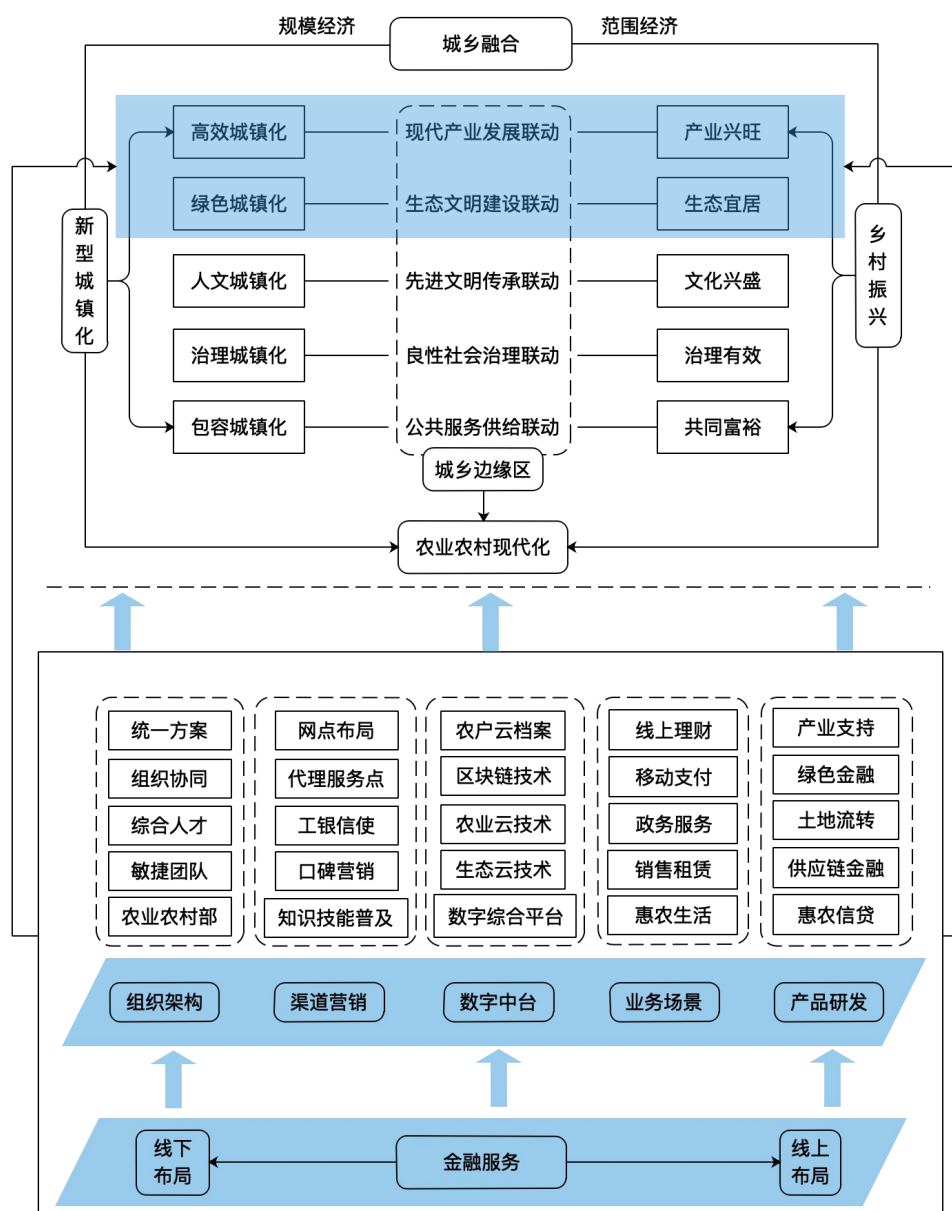 规模经济
城乡融合
范围经济
高效城镇化
现代产业发展联动
产业兴旺
绿色城镇化
生态文明建设联动
生态宜居
新型城镇化
乡村振兴
人文城镇化
先进文明传承联动
文化兴盛
治理城镇化
良性社会治理联动
治理有效
包容城镇化
公共服务供给联动
共同富裕
城乡边缘区
农业农村现代化
统一方案
网点布局
农户云档案
线上理财
产业支持
组织协同
代理服务点
区块链技术
移动支付
绿色金融
综合人才
工银信使
农业云技术
政务服务
土地流转
敏捷团队
口碑营销
生态云技术
销售租赁
供应链金融
农业农村部
知识技能普及
数字综合平台
惠农生活
惠农信贷
组织架构
渠道营销
数字中台
业务场景
产品研发
线下
布局
金融服务
线上
布局